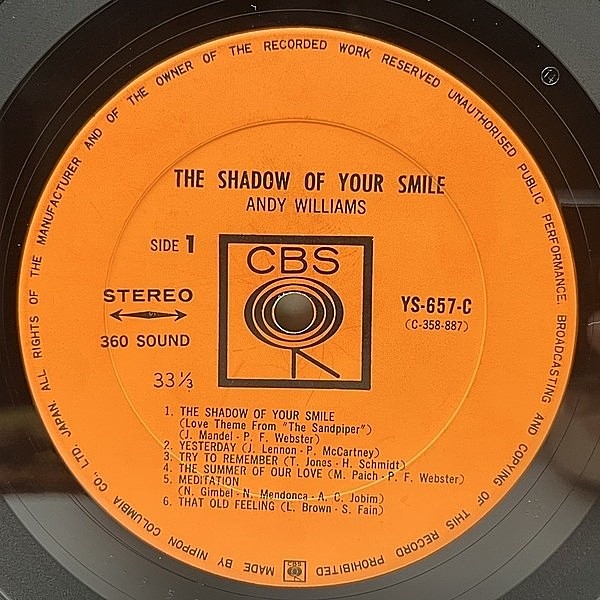 ALL RIGHTS OF THE MANUFACTURER AND OF THE OWNER OF THE RECORDED WORK RESERVED UNAUTHORISED PUBLIC PERFORMANCE, BROADCASTING AND COPYING OF THIS RECORD PROHIBITED
THE SHADOW OF YOUR SMILE
ANDY WILLIAMS
SIDE 1
CBS
STEREO
YS-657-C
(C-358-887)
360 SOUND
33⅓
1. THE SHADOW OF YOUR SMILE
(Love Theme From "The Sandpiper")
(J. Mandel - P. F. Webster)
2. YESTERDAY (J. Lennon - P. McCartney)
3. TRY TO REMEMBER (T. Jones - H. Schmidt)
4. THE SUMMER OF OUR LOVE (M. Paich - P. F. Webster)
5. MEDITATION
(N. Gimbel - N. Mendonca - A. C. Jobim)
6. THAT OLD FEELING (L. Brown - S. Fain)
CBS
MADE BY NIPPON COLUMBIA CO., LTD. JAPAN.